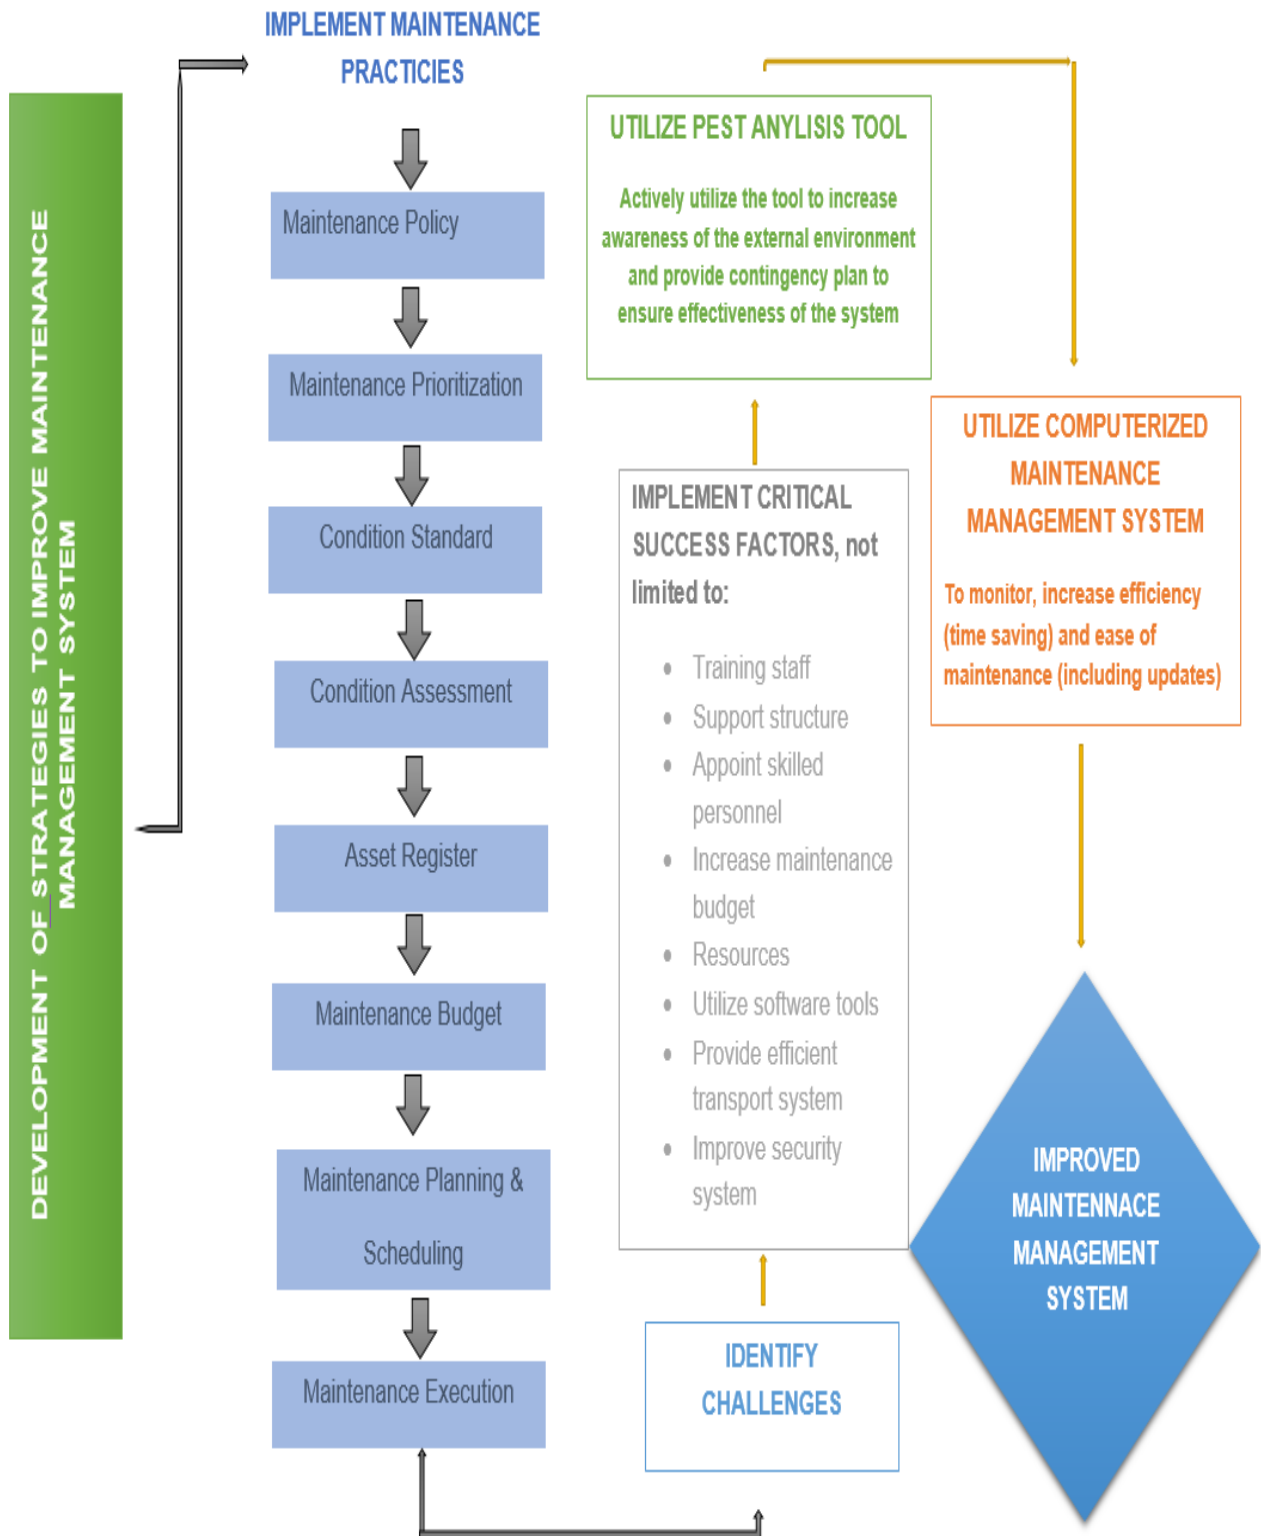 DEVELOPMENT OF STRATEGIES TO IMPROVE MAINTENANCE
MANAGEMENT SYSTEM
IMPLEMENT MAINTENANCE
PRACTICIES
Maintenance Policy
Maintenance Prioritization
Condition Standard
Condition Assessment
Asset Register
Maintenance Budget
Maintenance Planning &
Scheduling
Maintenance Execution
IDENTIFY
CHALLENGES
IMPLEMENT CRITICAL
SUCCESS FACTORS, not
limited to:
• Training staff
• Support structure
• Appoint skilled
personnel
• Increase maintenance
budget
• Resources
• Utilize software tools
• Provide efficient
transport system
• Improve security
system
UTILIZE PEST ANYLISIS TOOL
Actively utilize the tool to increase
awareness of the external environment
and provide contingency plan to
ensure effectiveness of the system
UTILIZE COMPUTERIZED
MAINTENANCE
MANAGEMENT SYSTEM
To monitor, increase efficiency
(time saving) and ease of
maintenance (including updates)
IMPROVED
MAINTENNACE
MANAGEMENT
SYSTEM